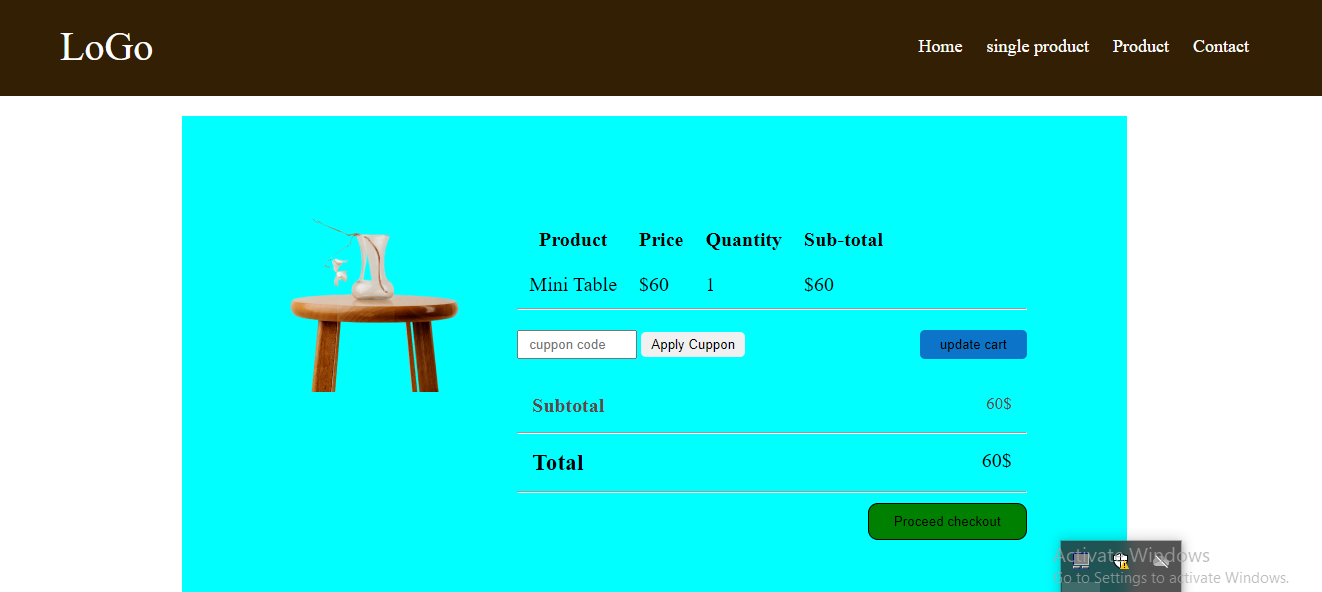 LoGo
Home single product Product Contact
Product Price Quantity Sub-total
Mini Table $60 1 $60
cuppon code Apply Cuppon update cart
Subtotal 60$
Total 60$
Proceed checkout
Activate Windows
Go to Settings to activate Windows.